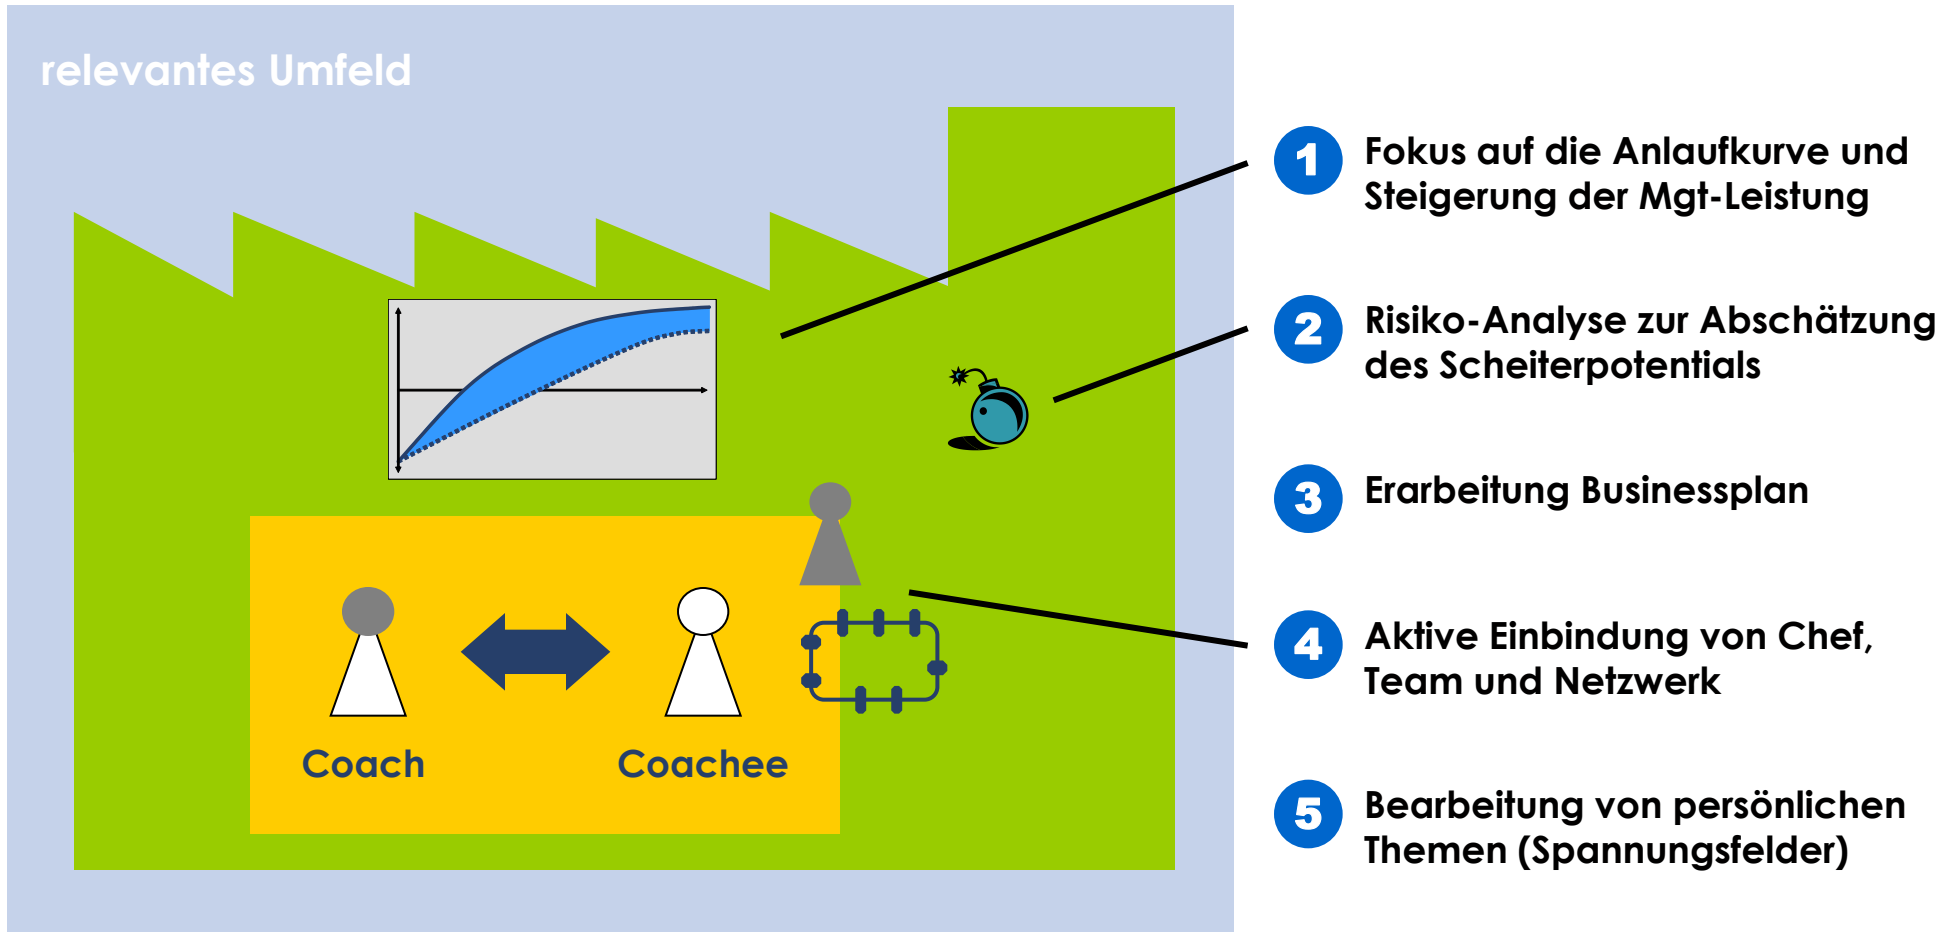 relevantes Umfeld
Coach
Coachee
1
Fokus auf die Anlaufkurve und
Steigerung der Mgt-Leistung
2
Risiko-Analyse zur Abschätzung
des Scheiterpotentials
3
Erarbeitung Businessplan
4
Aktive Einbindung von Chef,
Team und Netzwerk
5
Bearbeitung von persönlichen
Themen (Spannungsfelder)